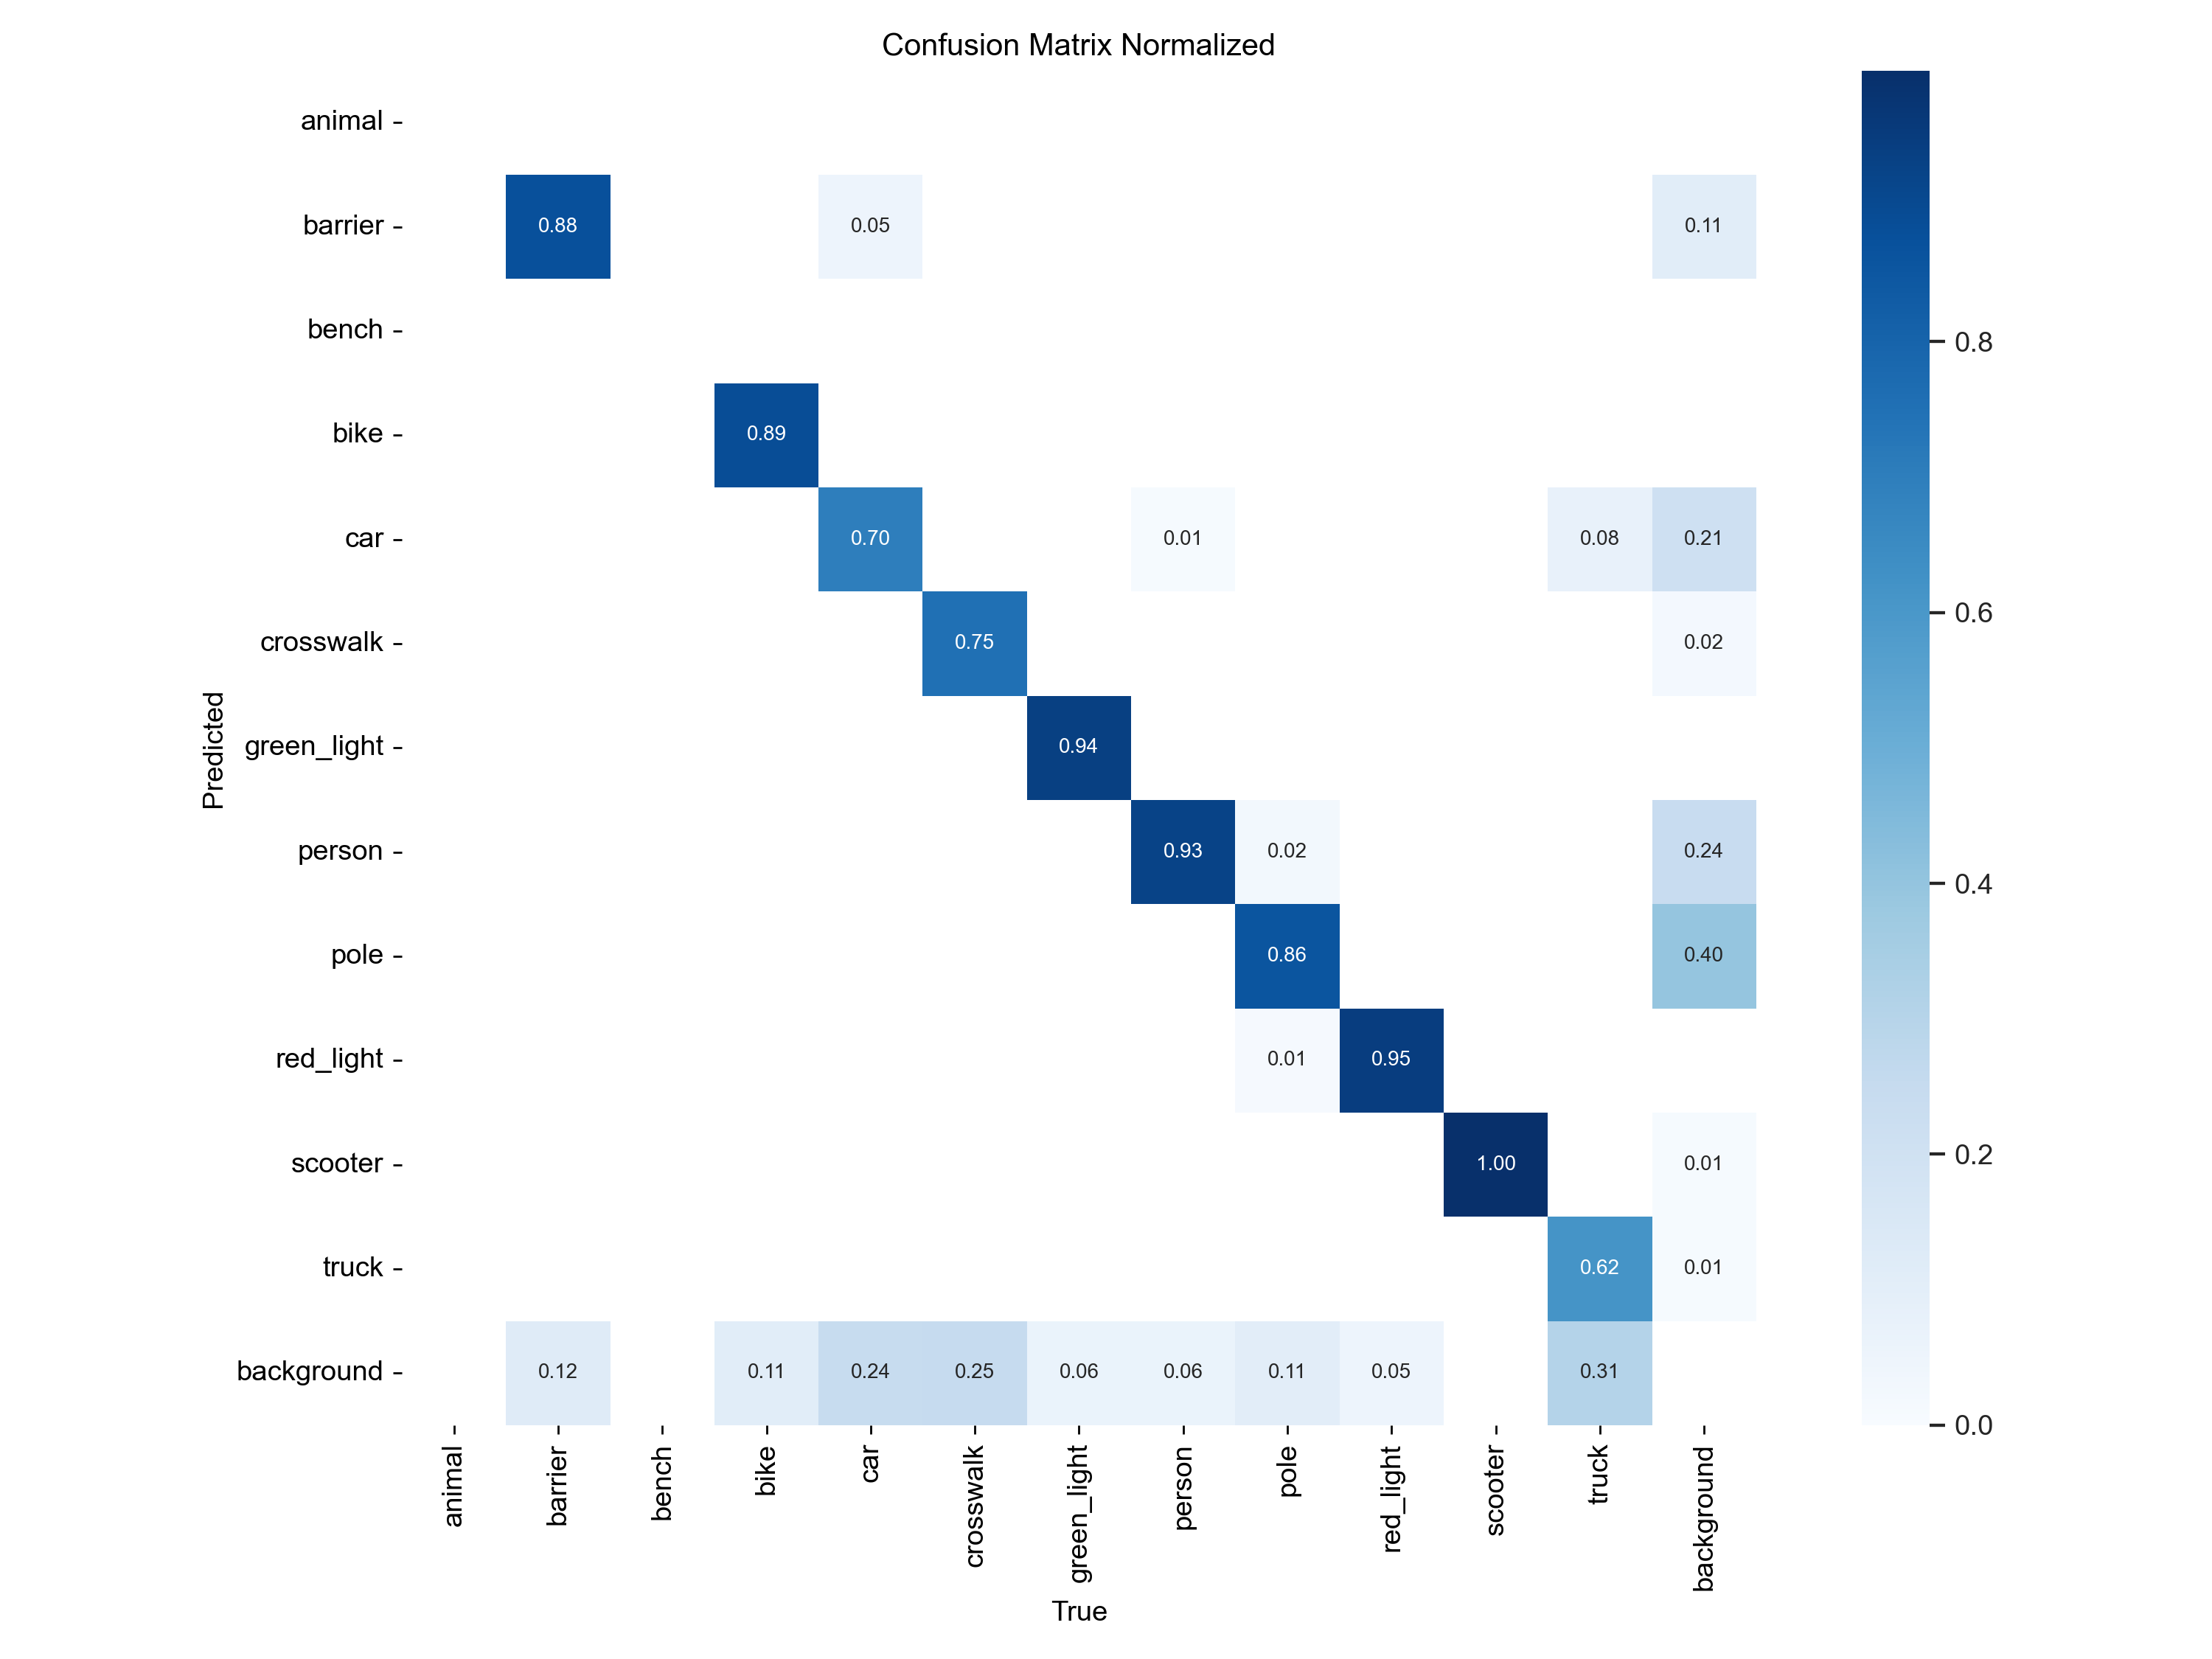 Confusion Matrix Normalized
animal
barrier 0.88 0.05 0.11
bench
bike 0.89
car 0.70 0.01 0.08 0.21
crosswalk 0.75 0.02
green_light 0.94
person 0.93 0.02 0.24
pole 0.86 0.40
red_light 0.01 0.95
scooter 1.00 0.01
truck 0.62 0.01
background 0.12 0.11 0.24 0.25 0.06 0.06 0.11 0.05 0.31
Predicted
animal
barrier
bench
bike
car
crosswalk
green_light
person
pole
red_light
scooter
truck
background
True
0.8
0.6
0.4
0.2
0.0